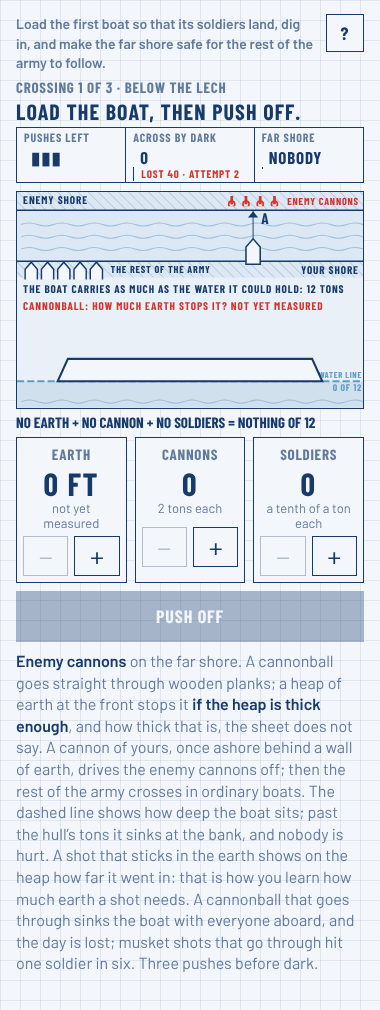 Load the first boat so that its soldiers land, dig
in, and make the far shore safe for the rest of the
army to follow.
?
CROSSING 1 OF 3 · BELOW THE LECH
LOAD THE BOAT, THEN PUSH OFF.
PUSHES LEFT
ACROSS BY DARK
0
LOST 40 · ATTEMPT 2
FAR SHORE
NOBODY
ENEMY SHORE
ENEMY CANNONS
A
THE REST OF THE ARMY
YOUR SHORE
THE BOAT CARRIES AS MUCH AS THE WATER IT COULD HOLD: 12 TONS
CANNONBALL: HOW MUCH EARTH STOPS IT? NOT YET MEASURED
WATER LINE
0 OF 12
NO EARTH + NO CANNON + NO SOLDIERS = NOTHING OF 12
EARTH
0 FT
not yet
measured
− +
CANNONS
0
2 tons each
− +
SOLDIERS
0
a tenth of a ton
each
− +
PUSH OFF
Enemy cannons on the far shore. A cannonball
goes straight through wooden planks; a heap of
earth at the front stops it if the heap is thick
enough, and how thick that is, the sheet does not
say. A cannon of yours, once ashore behind a wall
of earth, drives the enemy cannons off; then the
rest of the army crosses in ordinary boats. The
dashed line shows how deep the boat sits; past
the hull's tons it sinks at the bank, and nobody is
hurt. A shot that sticks in the earth shows on the
heap how far it went in: that is how you learn how
much earth a shot needs. A cannonball that goes
through sinks the boat with everyone aboard, and
the day is lost; musket shots that go through hit
one soldier in six. Three pushes before dark.